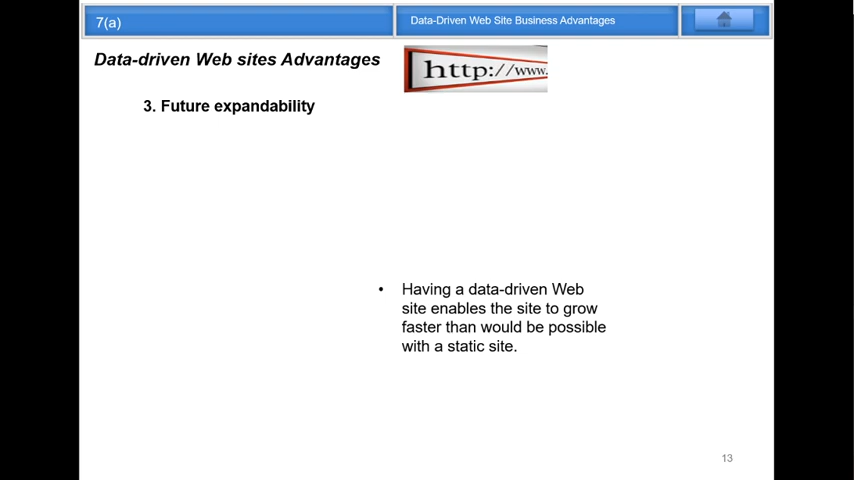 7(a)
Data-Driven Web Site Business Advantages
Data-driven Web sites Advantages
http://www.
3. Future expandability
• Having a data-driven Web
site enables the site to grow
faster than would be possible
with a static site.
13